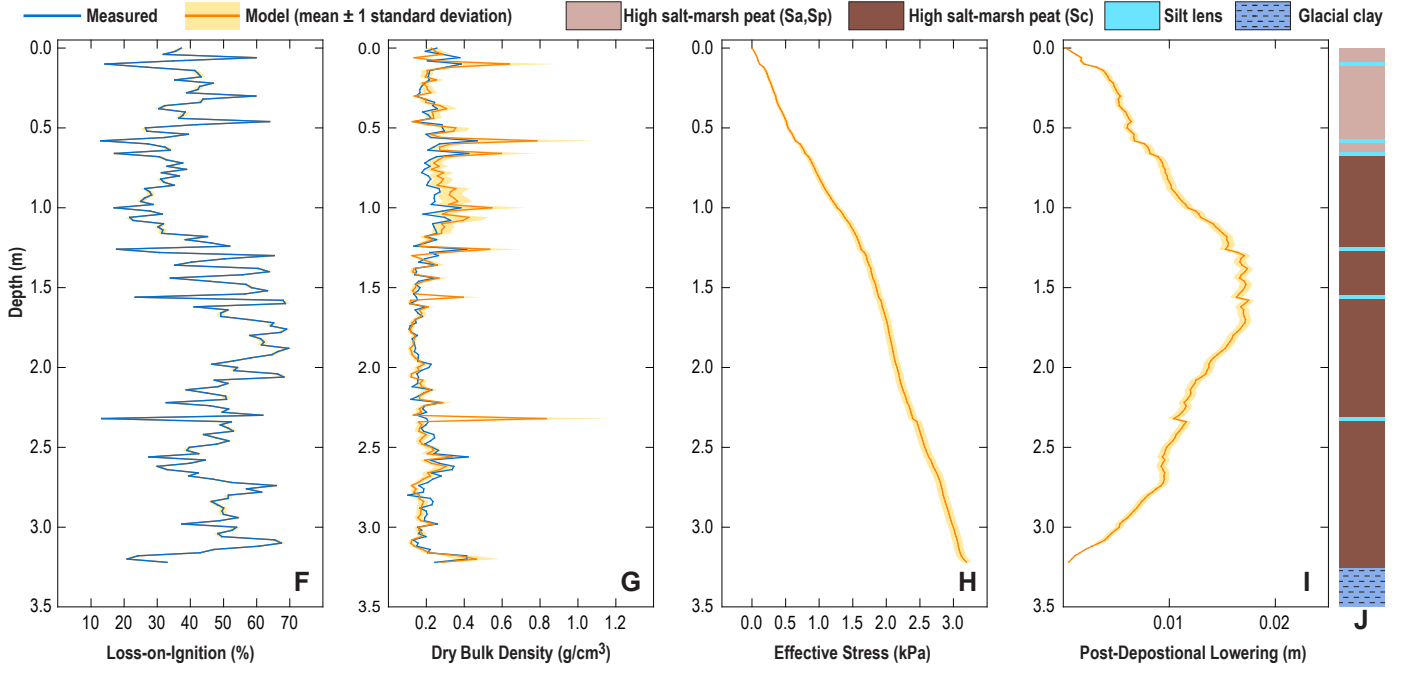 Measured
Model (mean ± 1 standard deviation)
High salt-marsh peat (Sa,Sp)
High salt-marsh peat (Sc)
Silt lens
Glacial clay
Depth (m)
0.0
0.5
1.0
1.5
2.0
2.5
3.0
3.5
10 20 30 40 50 60 70
Loss-on-Ignition (%)
F
0.0
0.5
1.0
1.5
2.0
2.5
3.0
3.5
0.2 0.4 0.6 0.8 1.0 1.2
Dry Bulk Density (g/cm³)
G
0.0
0.5
1.0
1.5
2.0
2.5
3.0
3.5
0.0 0.5 1.0 1.5 2.0 2.5 3.0
Effective Stress (kPa)
H
0.0
0.5
1.0
1.5
2.0
2.5
3.0
3.5
0.01 0.02
Post-Depostional Lowering (m)
I
J